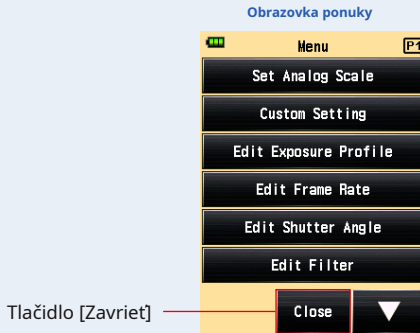 Obrazovka ponuky
Menu P1
Set Analog Scale
Custom Setting
Edit Exposure Profile
Edit Frame Rate
Edit Shutter Angle
Edit Filter
Tlačidlo [Zavrieť] Close